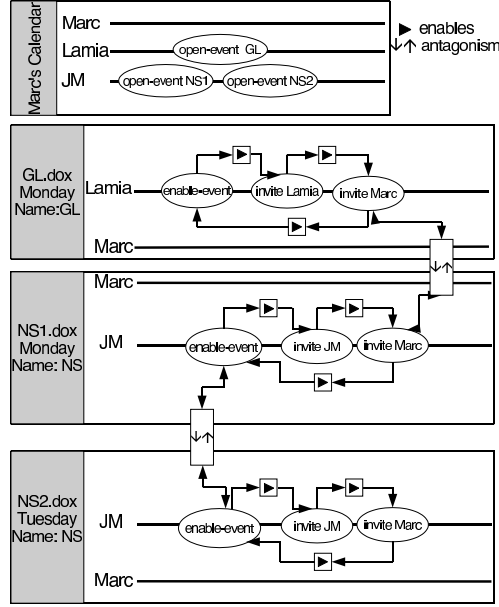 Marc's Calendar
Marc
Lamia
open-event GL
JM
open-event NS1
open-event NS2
enables
antagonism
GL.dox
Monday
Name:GL
Lamia
enable-event
invite Lamia
invite Marc
Marc
NS1.dox
Monday
Name: NS
Marc
JM
enable-event
invite JM
invite Marc
NS2.dox
Tuesday
Name: NS
JM
enable-event
invite JM
invite Marc
Marc